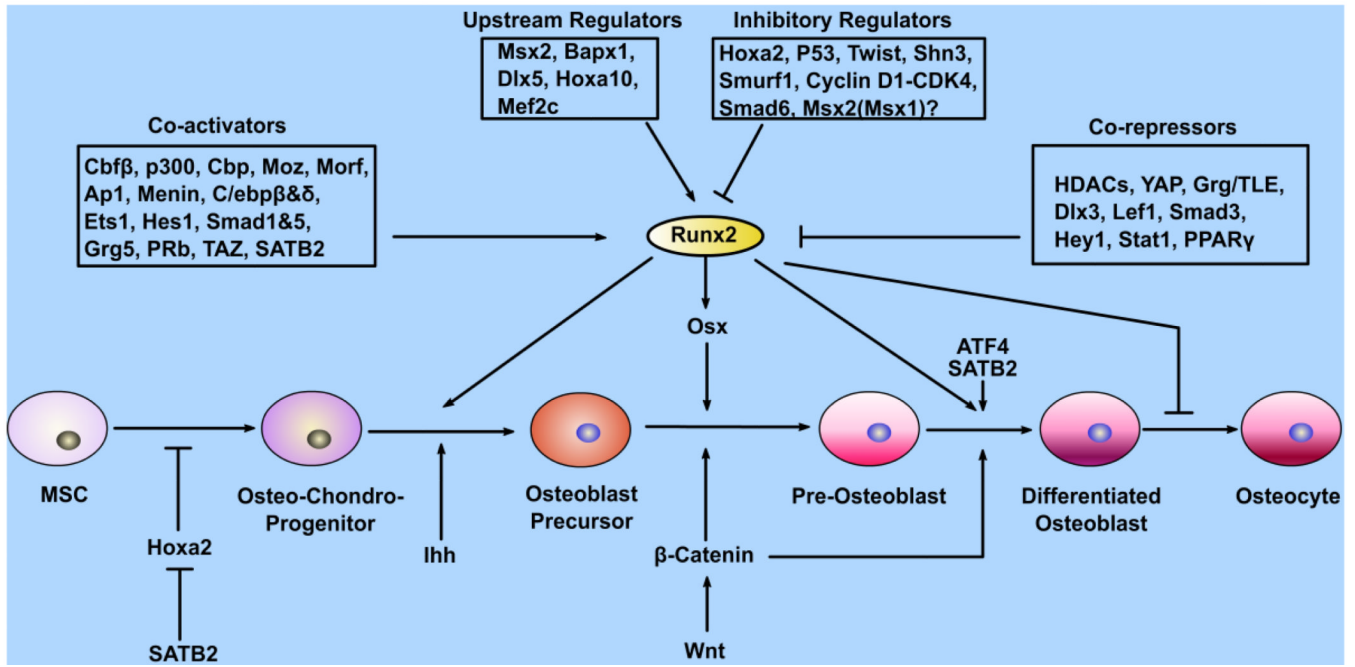 Upstream Regulators
Msx2, Bapx1,
Dlx5, Hoxa10,
Mef2c
Inhibitory Regulators
Hoxa2, P53, Twist, Shn3,
Smurf1, Cyclin D1-CDK4,
Smad6, Msx2(Msx1)?
Co-activators
Cbfβ, p300, Cbp, Moz, Morf,
Ap1, Menin, C/ebpβ&δ,
Ets1, Hes1, Smad1&5,
Grg5, PRb, TAZ, SATB2
Co-repressors
HDACs, YAP, Grg/TLE,
Dlx3, Lef1, Smad3,
Hey1, Stat1, PPARγ
Runx2
Osx
ATF4
SATB2
MSC
Osteo-Chondro-
Progenitor
Osteoblast
Precursor
Pre-Osteoblast
Differentiated
Osteoblast
Osteocyte
Hoxa2
Ihh
β-Catenin
SATB2
Wnt